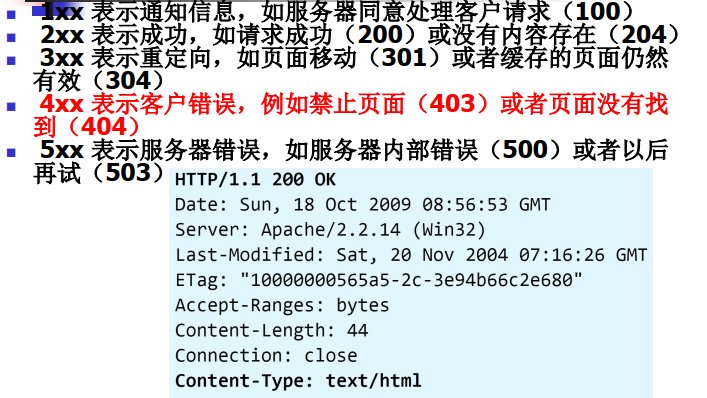 1xx 表示通知信息，如服务器同意处理客户请求（100）
2xx 表示成功，如请求成功（200）或没有内容存在（204）
3xx 表示重定向，如页面移动（301）或者缓存的页面仍然
有效（304）
4xx 表示客户错误，例如禁止页面（403）或者页面没有找
到（404）
5xx 表示服务器错误，如服务器内部错误（500）或者以后
再试（503）
HTTP/1.1 200 OK
Date: Sun, 18 Oct 2009 08:56:53 GMT
Server: Apache/2.2.14 (Win32)
Last-Modified: Sat, 20 Nov 2004 07:16:26 GMT
ETag: "10000000565a5-2c-3e94b66c2e680"
Accept-Ranges: bytes
Content-Length: 44
Connection: close
Content-Type: text/html